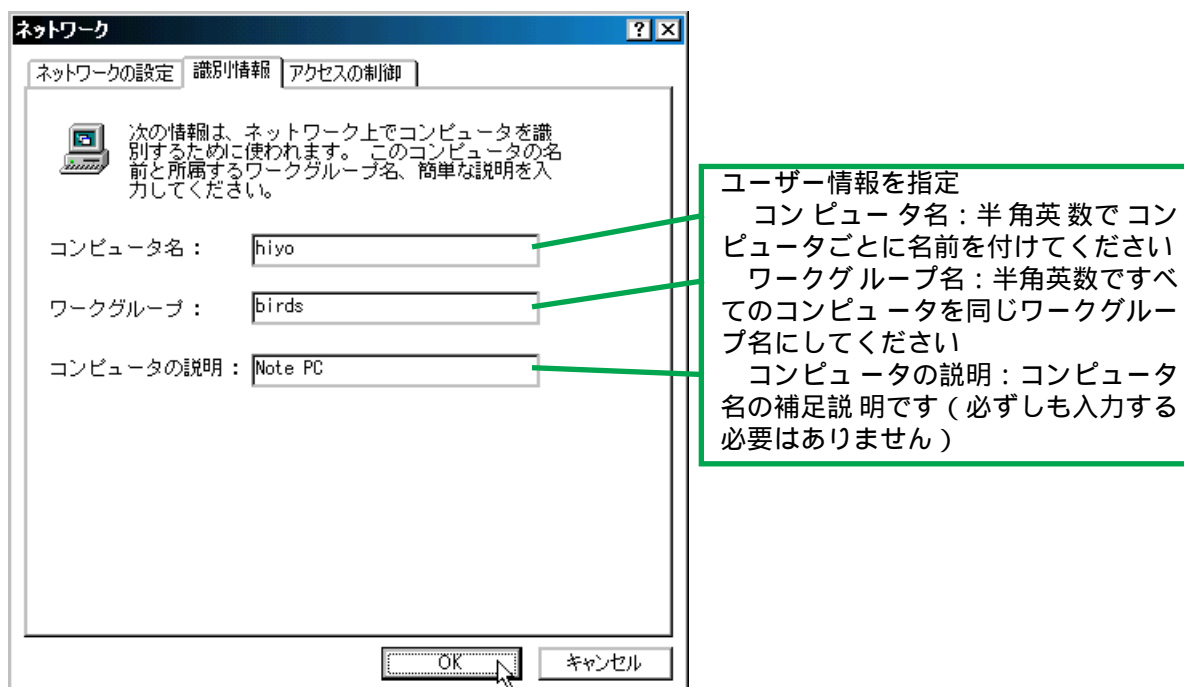 ネットワーク
ネットワークの設定 識別情報 アクセスの制御
次の情報は、ネットワーク上でコンピュータを識
別するために使われます。 このコンピュータの名
前と所属するワークグループ名、簡単な説明を入
力してください。
コンピュータ名： hiyo
ワークグループ： birds
コンピュータの説明： Note PC
OK キャンセル
ユーザー情報を指定
コンピュータ名：半角英数でコン
ピュータごとに名前を付けてください
ワークグループ名：半角英数ですべ
てのコンピュータを同じワークグルー
プ名にしてください
コンピュータの説明：コンピュータ
名の補足説明です（必ずしも入力する
必要はありません）